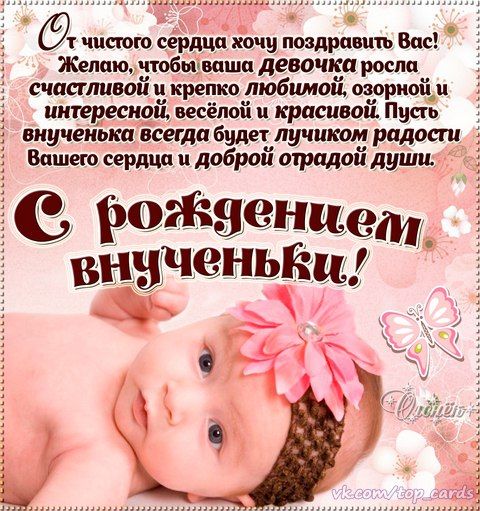 От чистого сердца хочу поздравить Вас!
Желаю, чтобы ваша девочка росла
счастливой и крепко любимой, озорной и
интересной, весёлой и красивой. Пусть
внученька всегда будет лучиком радости
Вашего сердца и доброй отрадой души.
С рождением
внученьки!
vk.com/top_cards